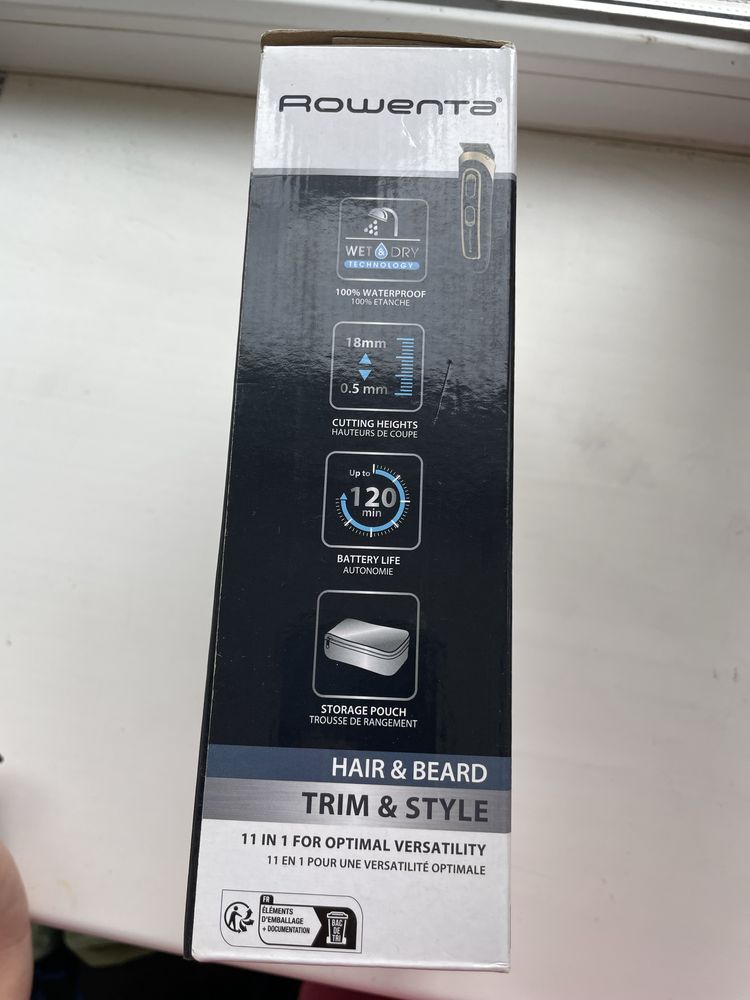 Rowenta®
WET & DRY
TECHNOLOGY
100% WATERPROOF
100% ETANCHE
18mm
0.5 mm
CUTTING HEIGHTS
HAUTEURS DE COUPE
Up to
120
min
BATTERY LIFE
AUTONOMIE
STORAGE POUCH
TROUSSE DE RANGEMENT
HAIR & BEARD
TRIM & STYLE
11 IN 1 FOR OPTIMAL VERSATILITY
11 EN 1 POUR UNE VERSATILITÉ OPTIMALE
FR
ÉLÉMENTS
D'EMBALLAGE
+ DOCUMENTATION
BAC
DE
TRI